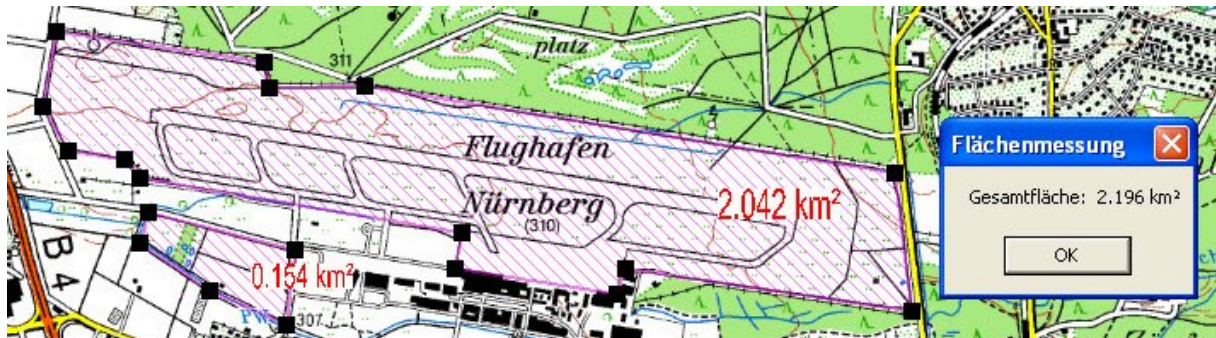 311
platz
Flughafen
Nürnberg
(310)
2.042 km²
0.154 km²
B 4
PW
307
Flächenmessung
Gesamtfläche: 2.196 km²
OK